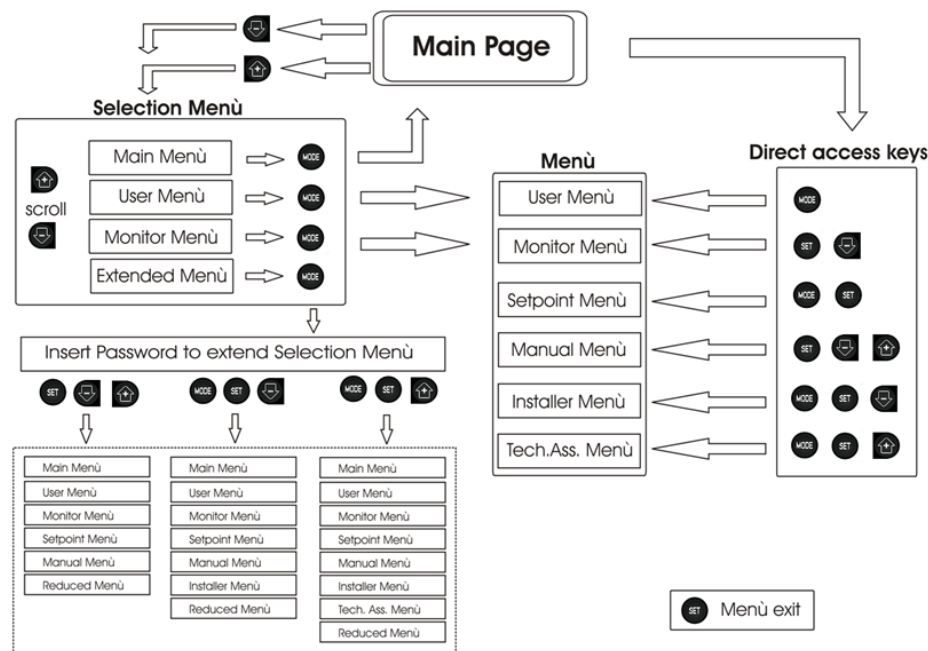 Main Page
Selection Menù
Main Menù
MODE
User Menù
MODE
scroll
Monitor Menù
MODE
Extended Menù
MODE
Insert Password to extend Selection Menù
SET
MODE SET
MODE SET
Main Menù
User Menù
Monitor Menù
Setpoint Menù
Manual Menù
Reduced Menù
Main Menù
User Menù
Monitor Menù
Setpoint Menù
Manual Menù
Installer Menù
Reduced Menù
Main Menù
User Menù
Monitor Menù
Setpoint Menù
Manual Menù
Installer Menù
Tech. Ass. Menù
Reduced Menù
Menù
User Menù
Monitor Menù
Setpoint Menù
Manual Menù
Installer Menù
Tech.Ass. Menù
Direct access keys
MODE
SET
MODE SET
SET
MODE SET
MODE SET
SET Menù exit